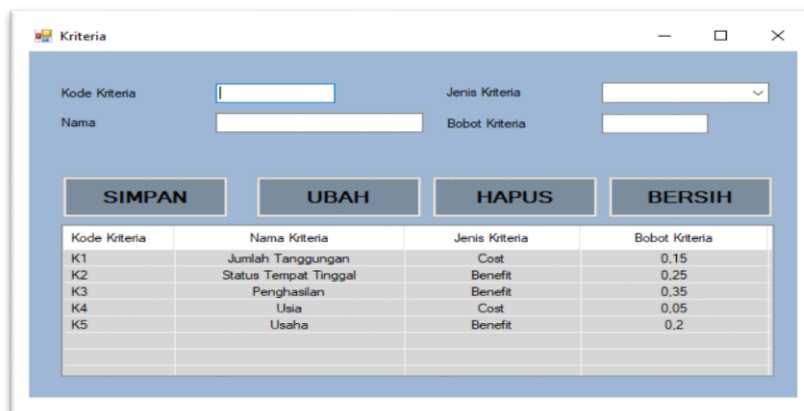 Kriteria
Kode Kriteria Jenis Kriteria
Nama Bobot Kriteria
SIMPAN UBAH HAPUS BERSIH
Kode Kriteria Nama Kriteria Jenis Kriteria Bobot Kriteria
K1 Jumlah Tanggungan Cost 0,15
K2 Status Tempat Tinggal Benefit 0,25
K3 Penghasilan Benefit 0,35
K4 Usia Cost 0,05
K5 Usaha Benefit 0,2